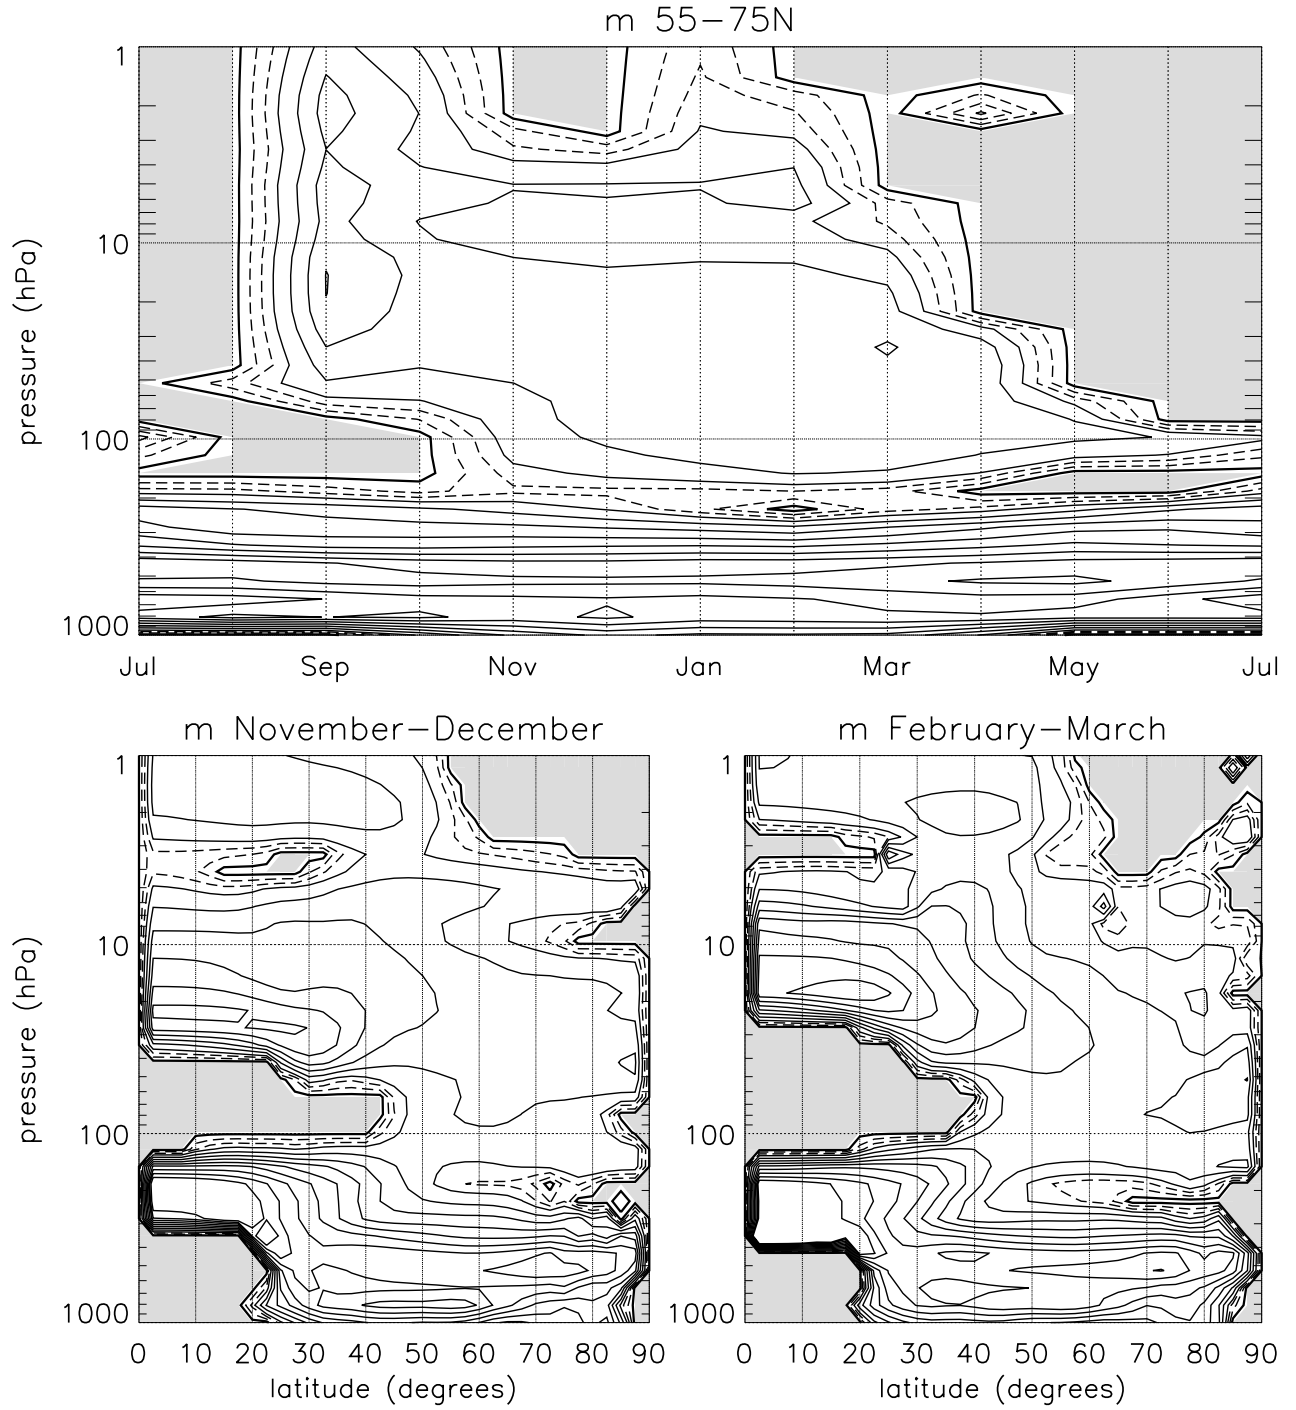 m 55−75N
1
10
100
1000
pressure (hPa)
Jul Sep Nov Jan Mar May Jul
m November−December
1
10
100
1000
pressure (hPa)
0 10 20 30 40 50 60 70 80 90
latitude (degrees)
m February−March
1
10
100
1000
0 10 20 30 40 50 60 70 80 90
latitude (degrees)